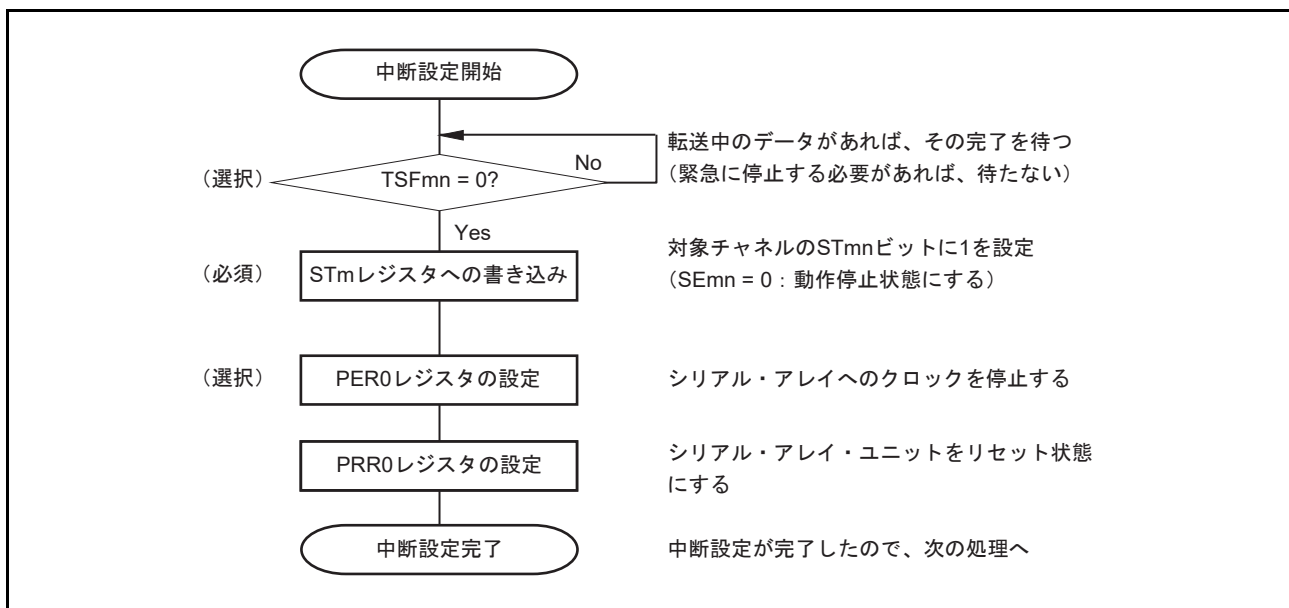 中断設定開始
転送中のデータがあれば、その完了を待つ
（緊急に停止する必要があれば、待たない）
No
（選択）
TSFmn = 0?
Yes
対象チャネルのSTmnビットに1を設定
（SEmn = 0：動作停止状態にする）
（必須）
STmレジスタへの書き込み
（選択）
PER0レジスタの設定
シリアル・アレイへのクロックを停止する
PRR0レジスタの設定
シリアル・アレイ・ユニットをリセット状態
にする
中断設定完了
中断設定が完了したので、次の処理へ